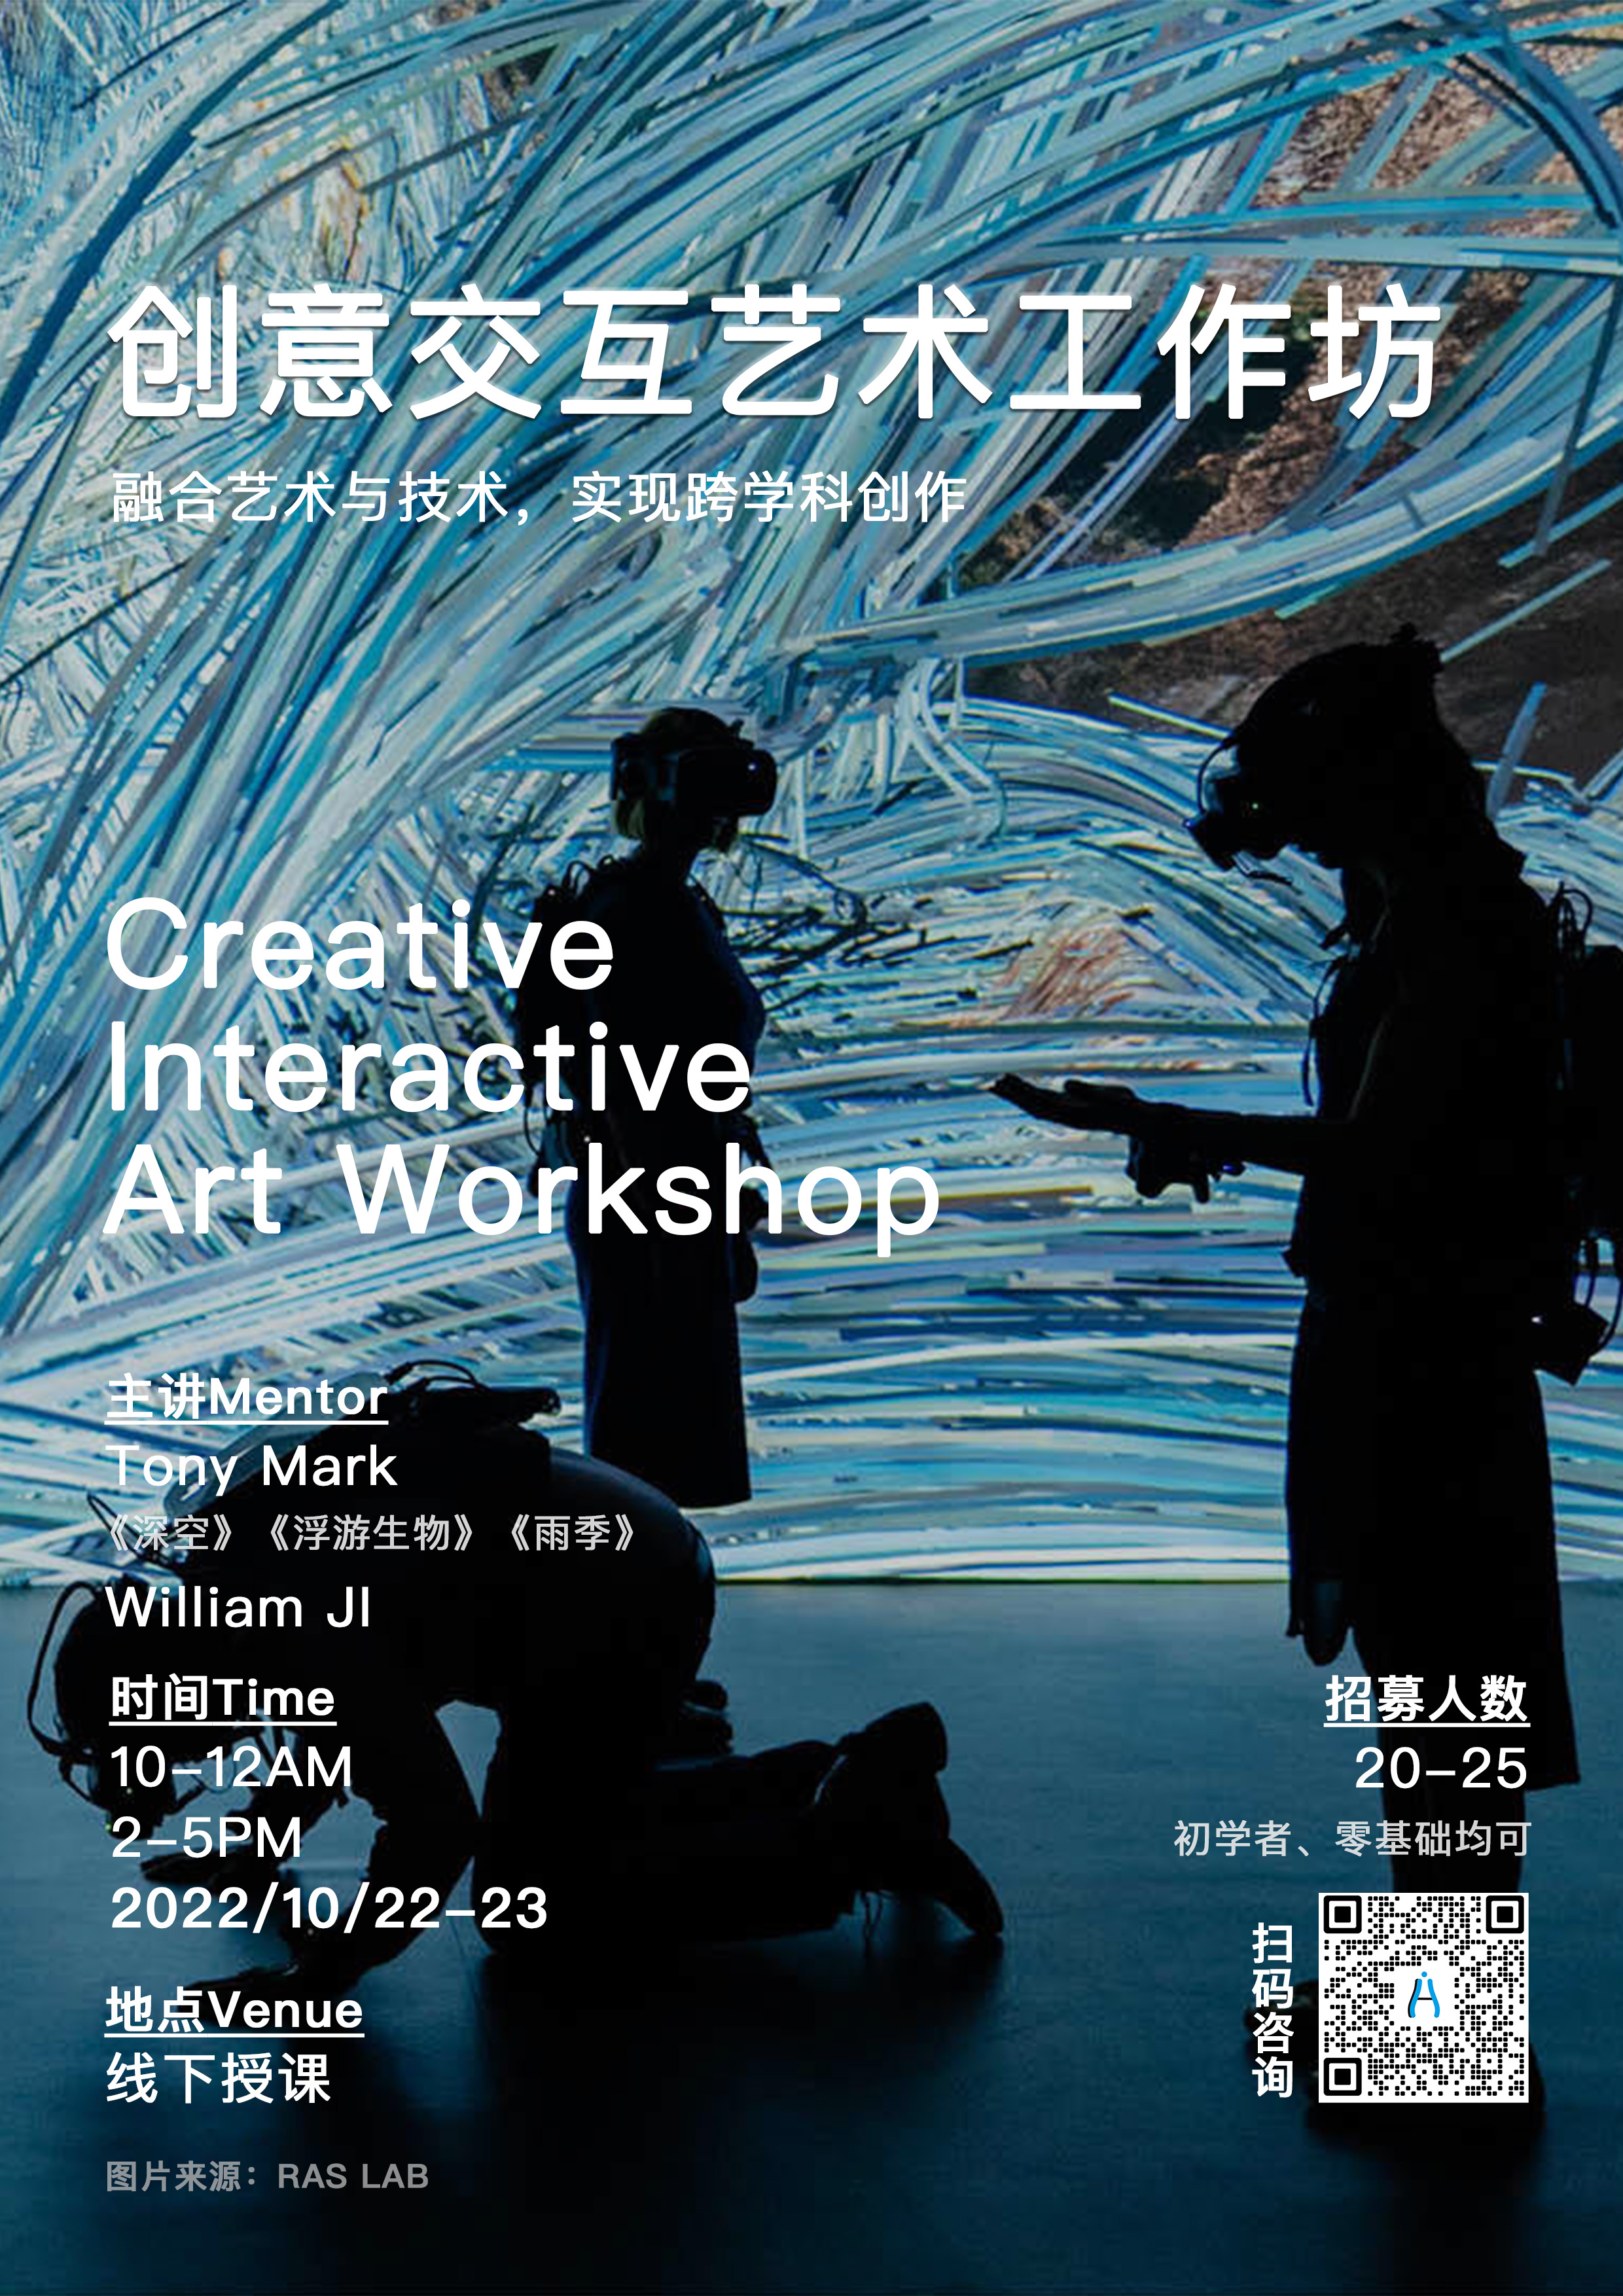 创意交互艺术工作坊
融合艺术与技术，实现跨学科创作
Creative
Interactive
Art Workshop
主讲Mentor
Tony Mark
《深空》《浮游生物》《雨季》
William JI
时间Time
10–12AM
2–5PM
2022/10/22–23
地点Venue
线下授课
招募人数
20–25
初学者、零基础均可
扫码咨询
图片来源：RAS LAB